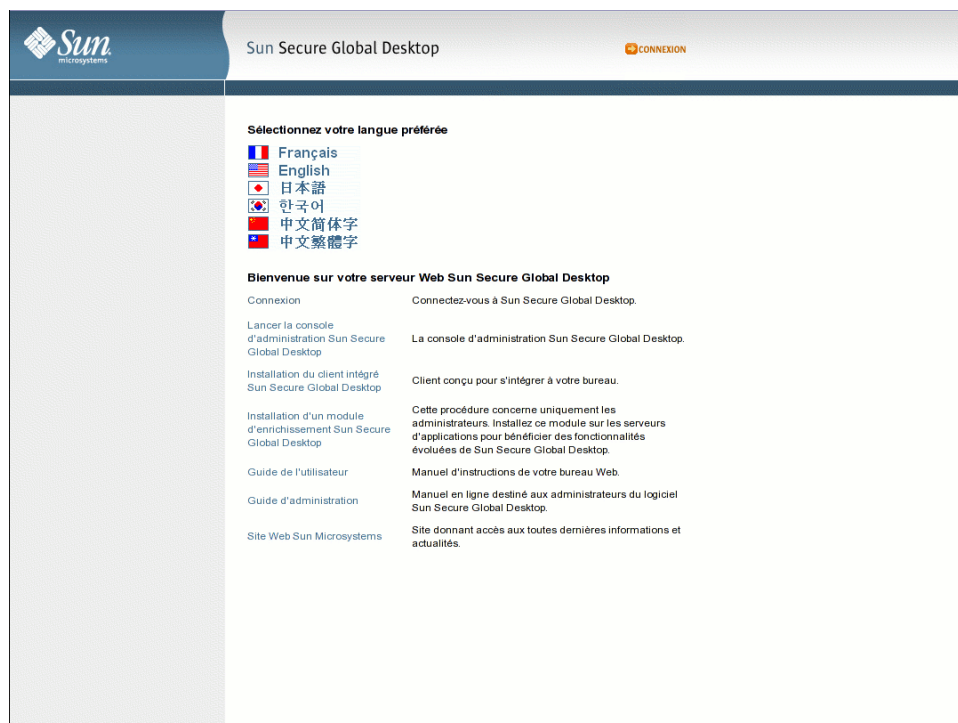 Sun
microsystems
Sun Secure Global Desktop
CONNEXION
Sélectionnez votre langue préférée
Français
English
日本語
한국어
中文简体字
中文繁體字
Bienvenue sur votre serveur Web Sun Secure Global Desktop
Connexion
Connectez-vous à Sun Secure Global Desktop.
Lancer la console
d'administration Sun Secure
Global Desktop
La console d'administration Sun Secure Global Desktop.
Installation du client intégré
Sun Secure Global Desktop
Client conçu pour s'intégrer à votre bureau.
Installation d'un module
d'enrichissement Sun Secure
Global Desktop
Cette procédure concerne uniquement les
administrateurs. Installez ce module sur les serveurs
d'applications pour bénéficier des fonctionnalités
évoluées de Sun Secure Global Desktop.
Guide de l'utilisateur
Manuel d'instructions de votre bureau Web.
Guide d'administration
Manuel en ligne destiné aux administrateurs du logiciel
Sun Secure Global Desktop.
Site Web Sun Microsystems
Site donnant accès aux toutes dernières informations et
actualités.